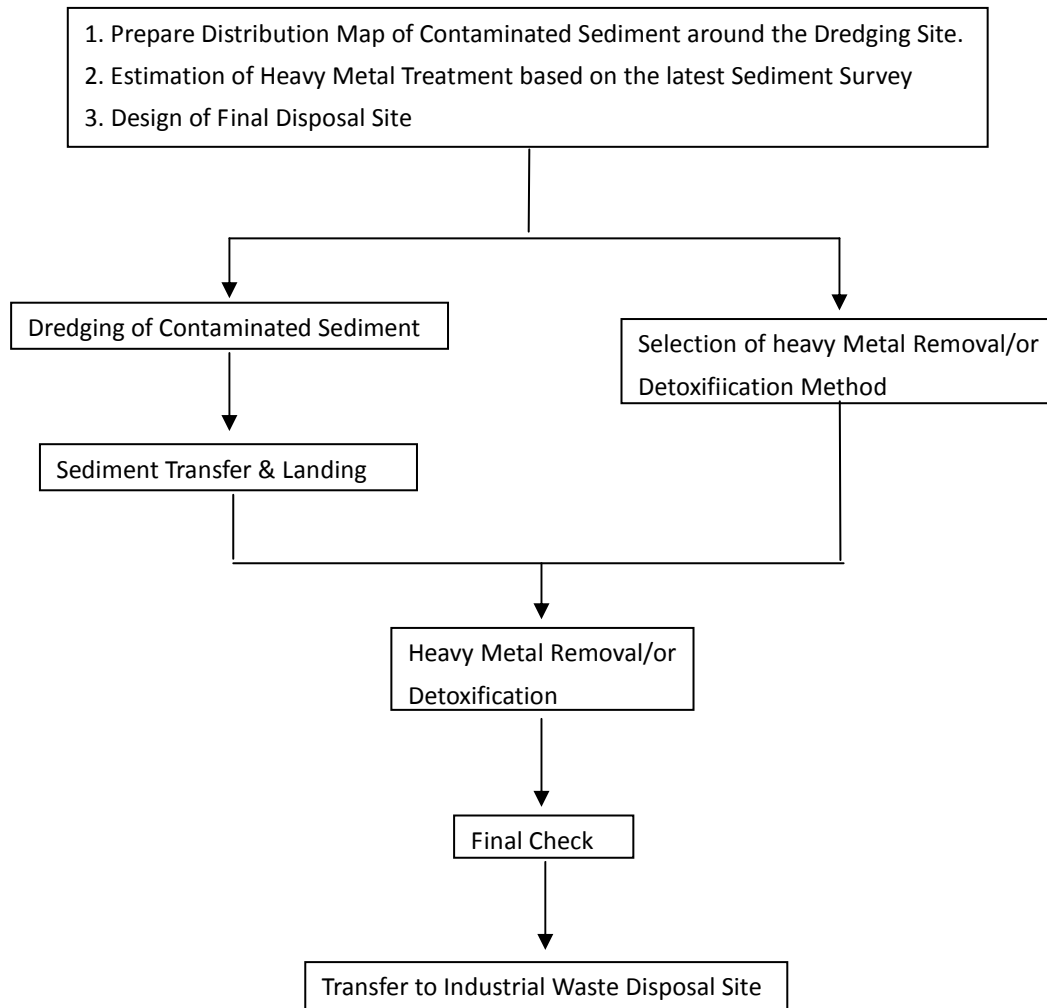 1. Prepare Distribution Map of Contaminated Sediment around the Dredging Site.
2. Estimation of Heavy Metal Treatment based on the latest Sediment Survey
3. Design of Final Disposal Site
Dredging of Contaminated Sediment
Selection of heavy Metal Removal/or
Detoxifiication Method
Sediment Transfer & Landing
Heavy Metal Removal/or
Detoxification
Final Check
Transfer to Industrial Waste Disposal Site